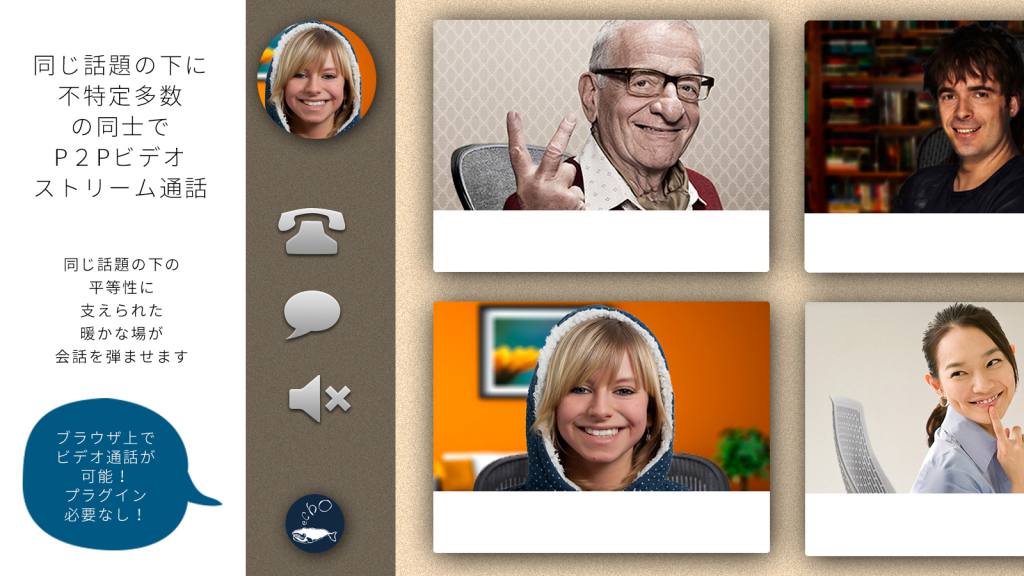 同じ話題の下に
不特定多数
の同士で
P２Pビデオ
ストリーム通話
同じ話題の下の
平等性に
支えられた
暖かな場が
会話を弾ませます
ブラウザ上で
ビデオ通話が
可能！
プラグイン
必要なし！
echo